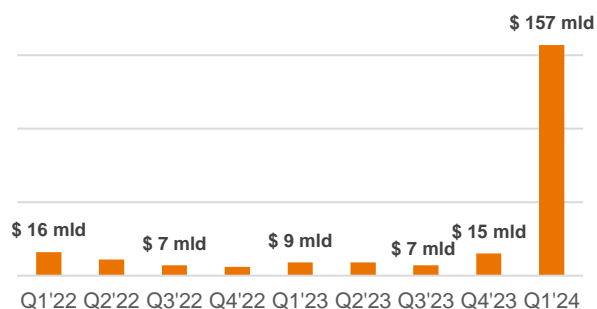 $ 157 mld
$ 16 mld
$ 7 mld
$ 9 mld
$ 7 mld
$ 15 mld
Q1'22 Q2'22 Q3'22 Q4'22 Q1'23 Q2'23 Q3'23 Q4'23 Q1'24